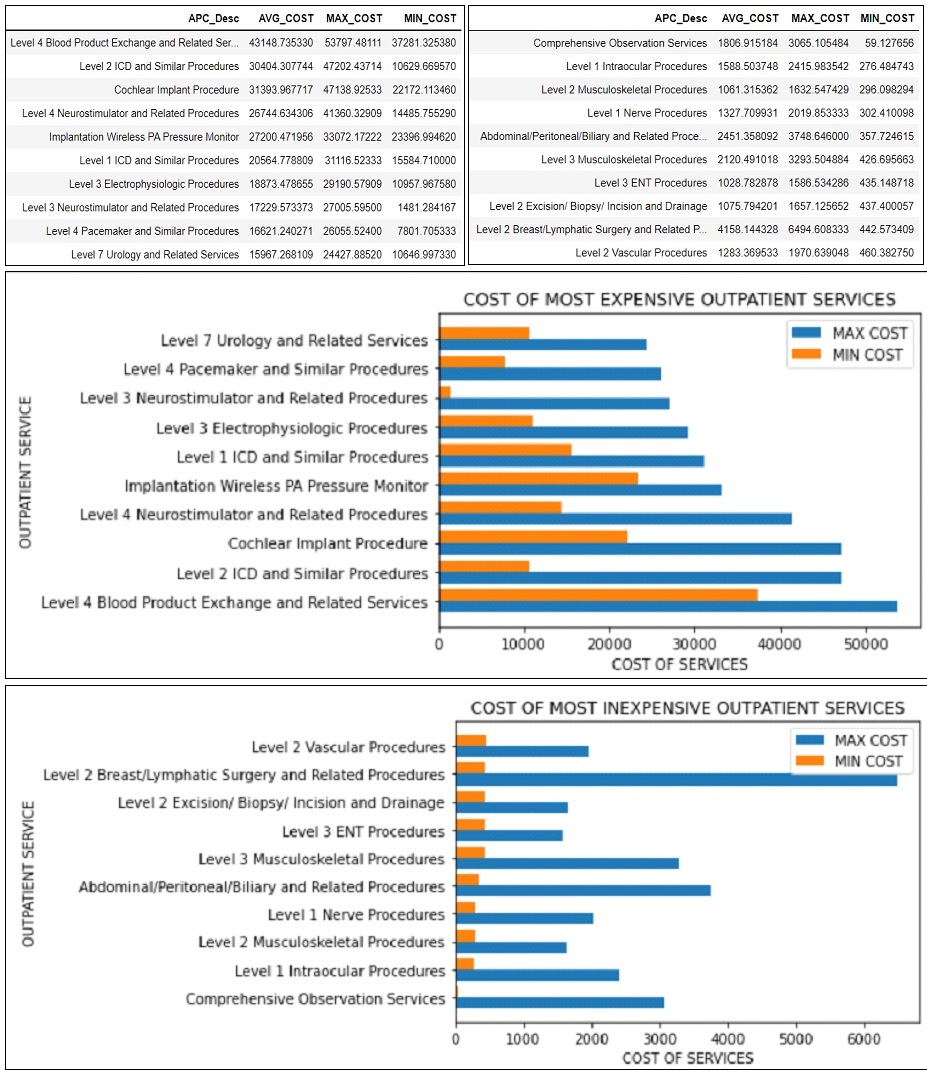 APC_Desc AVG_COST MAX_COST MIN_COST
Level 4 Blood Product Exchange and Related Ser... 43148.735330 53797.48111 37281.325380
Level 2 ICD and Similar Procedures 30404.307744 47202.43714 10629.669570
Cochlear Implant Procedure 31393.967717 47138.92533 22172.113460
Level 4 Neurostimulator and Related Procedures 26744.634306 41360.32909 14485.755290
Implantation Wireless PA Pressure Monitor 27200.471956 33072.17222 23396.994620
Level 1 ICD and Similar Procedures 20564.778809 31116.52333 15584.710000
Level 3 Electrophysiologic Procedures 18873.478655 29190.57909 10957.967580
Level 3 Neurostimulator and Related Procedures 17229.573373 27005.59500 1481.284167
Level 4 Pacemaker and Similar Procedures 16621.240271 26055.52400 7801.705333
Level 7 Urology and Related Services 15967.268109 24427.88520 10646.997330
APC_Desc AVG_COST MAX_COST MIN_COST
Comprehensive Observation Services 1806.915184 3065.105484 59.127656
Level 1 Intraocular Procedures 1588.503748 2415.983542 276.484743
Level 2 Musculoskeletal Procedures 1061.315362 1632.547429 296.098294
Level 1 Nerve Procedures 1327.709931 2019.853333 302.410098
Abdominal/Peritoneal/Biliary and Related Proce... 2451.358092 3748.646000 357.724615
Level 3 Musculoskeletal Procedures 2120.491018 3293.504884 426.695663
Level 3 ENT Procedures 1028.782878 1586.534286 435.148718
Level 2 Excision/ Biopsy/ Incision and Drainage 1075.794201 1657.125652 437.400057
Level 2 Breast/Lymphatic Surgery and Related P... 4158.144328 6494.608333 442.573409
Level 2 Vascular Procedures 1283.369533 1970.639048 460.382750
COST OF MOST EXPENSIVE OUTPATIENT SERVICES
MAX COST
MIN COST
OUTPATIENT SERVICE
Level 7 Urology and Related Services
Level 4 Pacemaker and Similar Procedures
Level 3 Neurostimulator and Related Procedures
Level 3 Electrophysiologic Procedures
Level 1 ICD and Similar Procedures
Implantation Wireless PA Pressure Monitor
Level 4 Neurostimulator and Related Procedures
Cochlear Implant Procedure
Level 2 ICD and Similar Procedures
Level 4 Blood Product Exchange and Related Services
0 10000 20000 30000 40000 50000
COST OF SERVICES
COST OF MOST INEXPENSIVE OUTPATIENT SERVICES
MAX COST
MIN COST
OUTPATIENT SERVICE
Level 2 Vascular Procedures
Level 2 Breast/Lymphatic Surgery and Related Procedures
Level 2 Excision/ Biopsy/ Incision and Drainage
Level 3 ENT Procedures
Level 3 Musculoskeletal Procedures
Abdominal/Peritoneal/Biliary and Related Procedures
Level 1 Nerve Procedures
Level 2 Musculoskeletal Procedures
Level 1 Intraocular Procedures
Comprehensive Observation Services
0 1000 2000 3000 4000 5000 6000
COST OF SERVICES